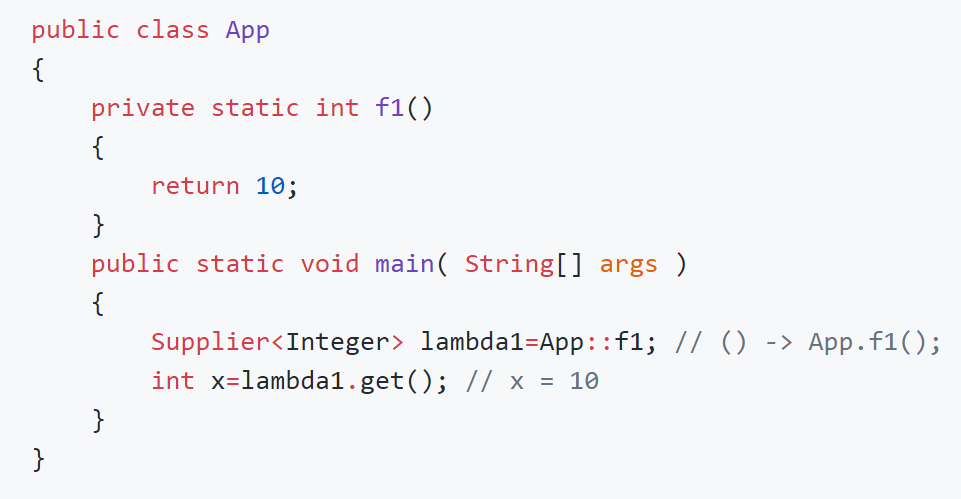 public class App
{
    private static int f1()
    {
        return 10;
    }
    public static void main( String[] args )
    {
        Supplier<Integer> lambda1=App::f1; // () -> App.f1();
        int x=lambda1.get(); // x = 10
    }
}